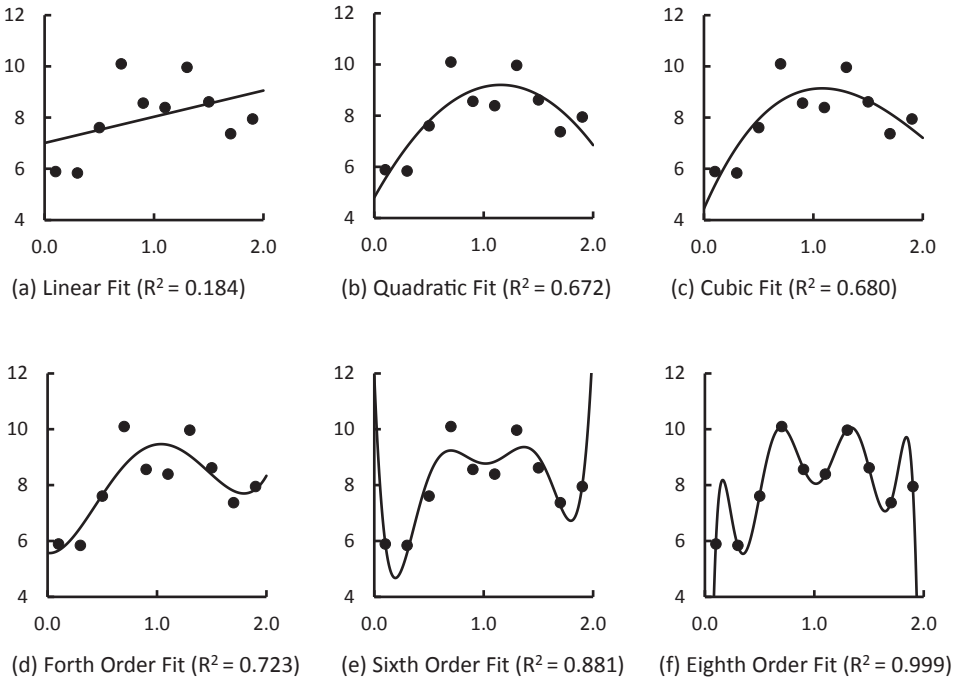 12
10
8
6
4
0.0 1.0 2.0
(a) Linear Fit (R² = 0.184)
12
10
8
6
4
0.0 1.0 2.0
(b) Quadratic Fit (R² = 0.672)
12
10
8
6
4
0.0 1.0 2.0
(c) Cubic Fit (R² = 0.680)
12
10
8
6
4
0.0 1.0 2.0
(d) Forth Order Fit (R² = 0.723)
12
10
8
6
4
0.0 1.0 2.0
(e) Sixth Order Fit (R² = 0.881)
12
10
8
6
4
0.0 1.0 2.0
(f) Eighth Order Fit (R² = 0.999)